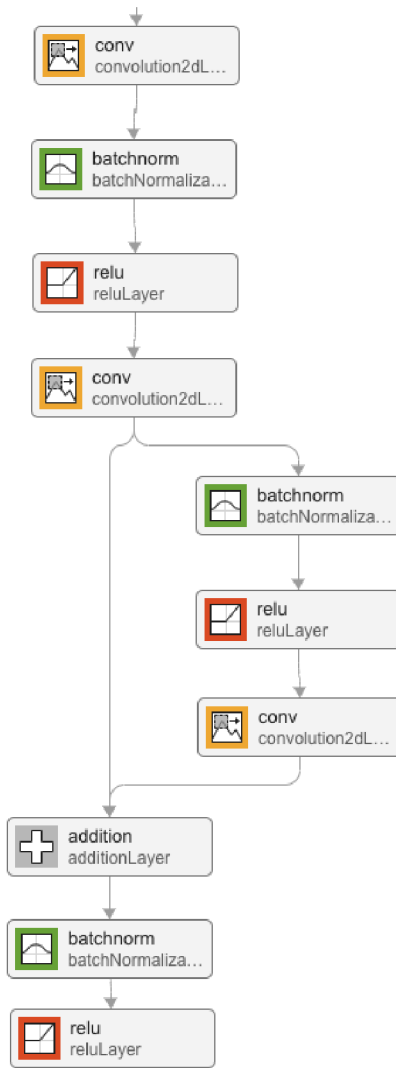 conv
convolution2dL...
batchnorm
batchNormaliza...
relu
reluLayer
conv
convolution2dL...
batchnorm
batchNormaliza...
relu
reluLayer
conv
convolution2dL...
addition
additionLayer
batchnorm
batchNormaliza...
relu
reluLayer